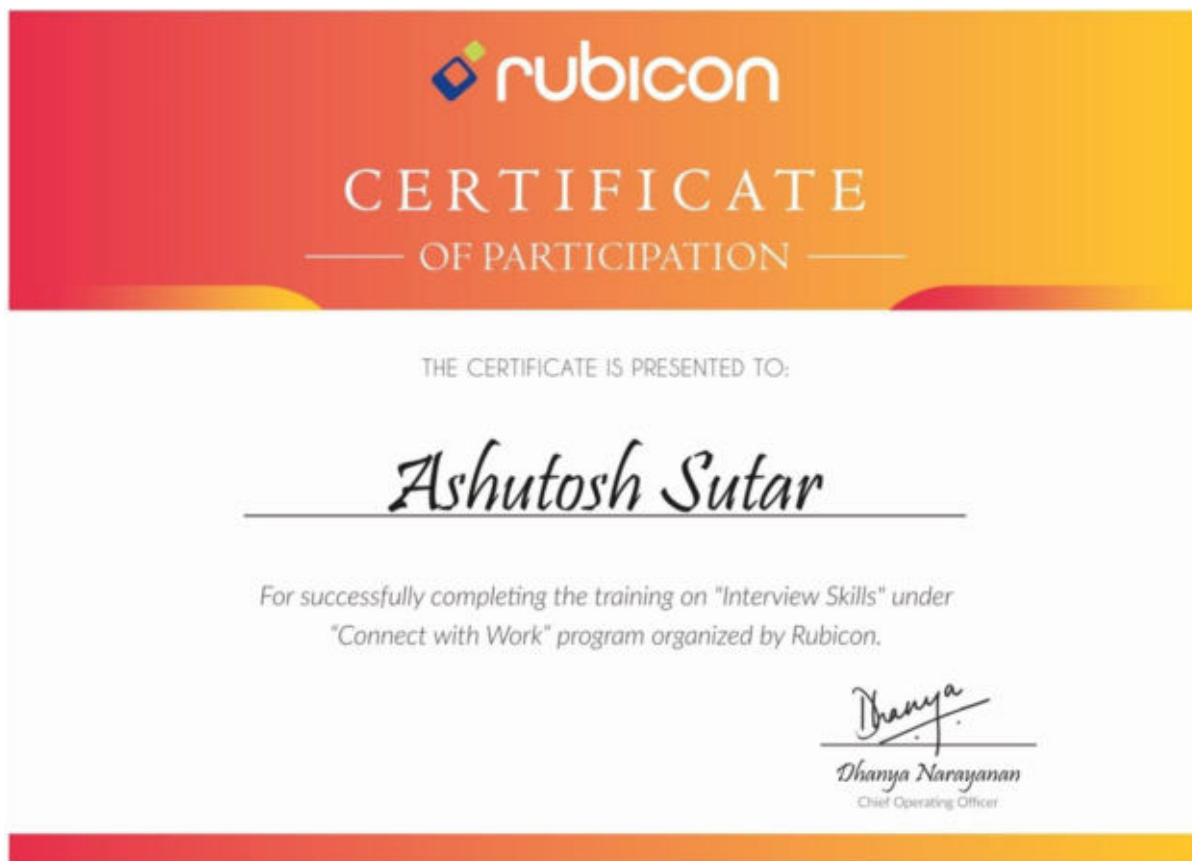 rubicon
CERTIFICATE
OF PARTICIPATION
THE CERTIFICATE IS PRESENTED TO:
Ashutosh Sutar
For successfully completing the training on "Interview Skills" under
"Connect with Work" program organized by Rubicon.
Dhanya
Dhanya Narayanan
Chief Operating Officer